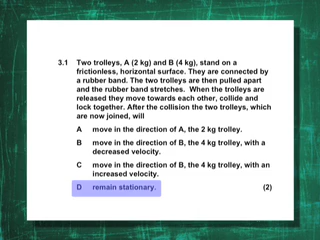 3.1 Two trolleys, A (2 kg) and B (4 kg), stand on a
frictionless, horizontal surface. They are connected by
a rubber band. The two trolleys are then pulled apart
and the rubber band stretches. When the trolleys are
released they move towards each other, collide and
lock together. After the collision the two trolleys, which
are now joined, will
A move in the direction of A, the 2 kg trolley.
B move in the direction of B, the 4 kg trolley, with a
decreased velocity.
C move in the direction of B, the 4 kg trolley, with an
increased velocity.
D remain stationary. (2)